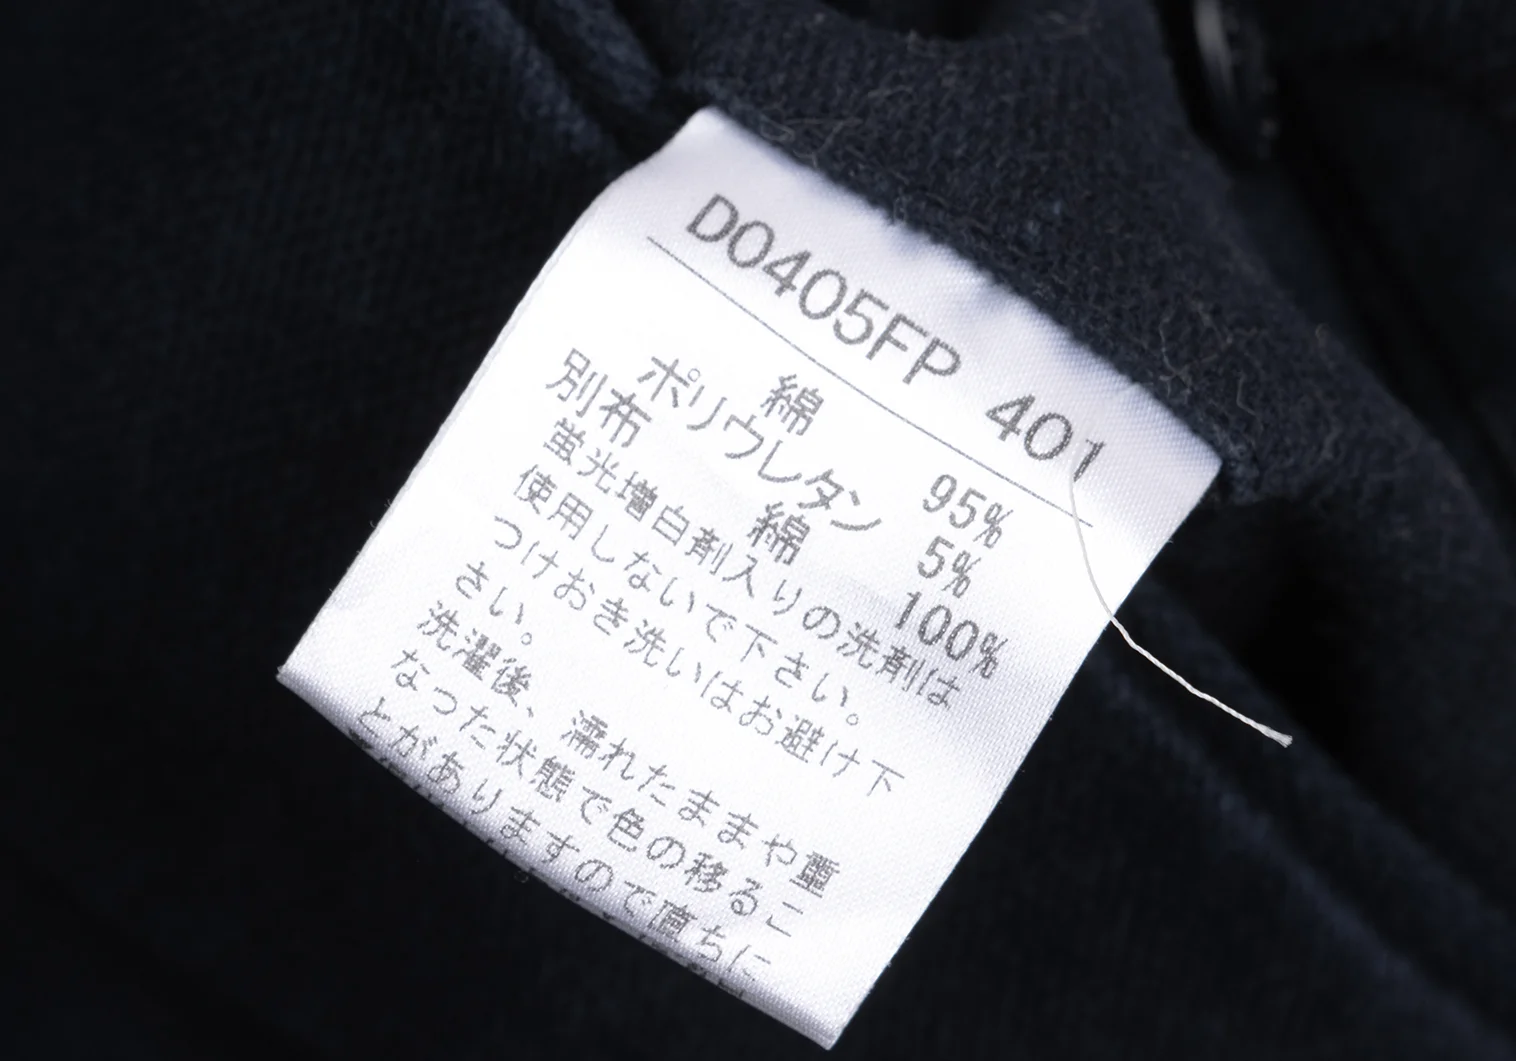 D0405FP 401
綿 95%
ポリウレタン 5%
別布 綿 100%
蛍光増白剤入りの洗剤は
使用しないで下さい。
つけおき洗いはお避け下
さい。
洗濯後、濡れたままや重
なった状態で色の移るこ
とがありますので直ちに